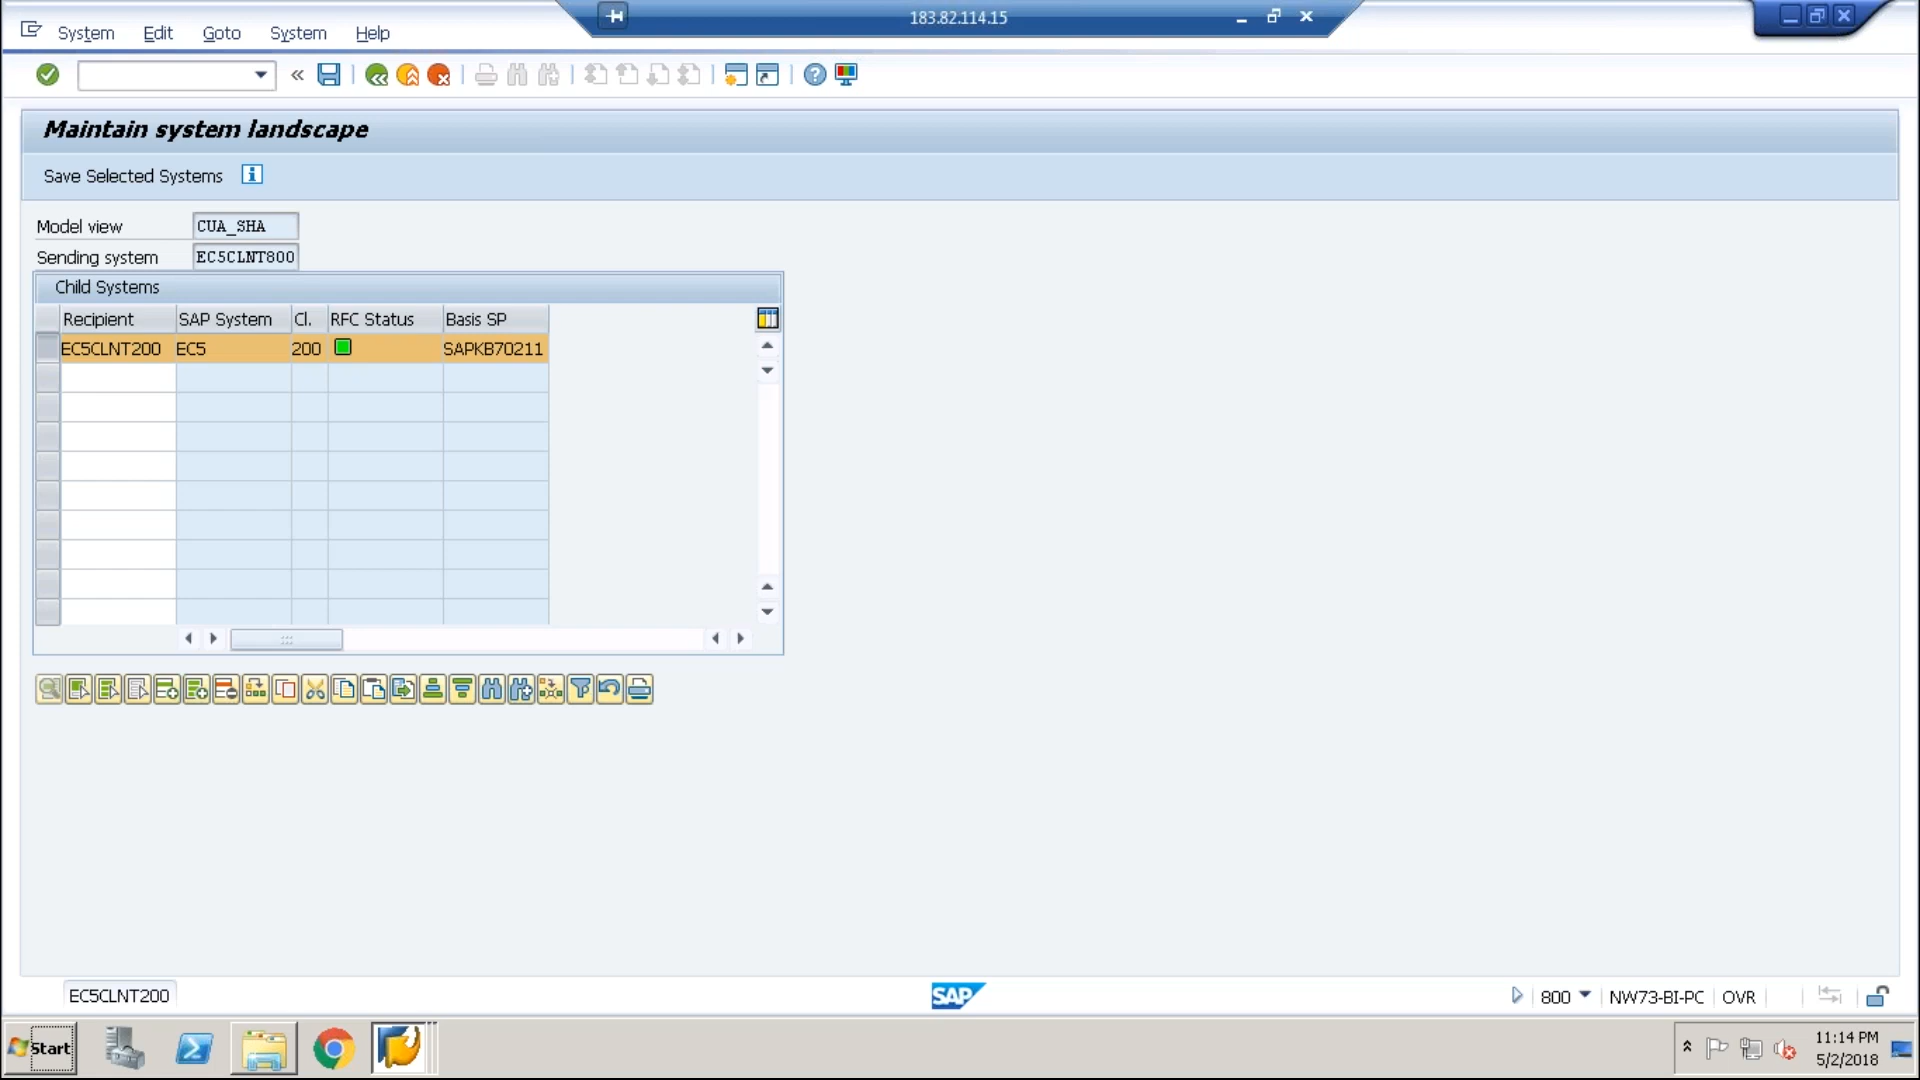 183.82.114.15
System Edit Goto System Help
Maintain system landscape
Save Selected Systems
Model view CUA_SHA
Sending system EC5CLNT800
Child Systems
Recipient SAP System Cl. RFC Status Basis SP
EC5CLNT200 EC5 200 SAPKB70211
EC5CLNT200 SAP 800 NW73-BI-PC OVR
Start 11:14 PM
5/2/2018